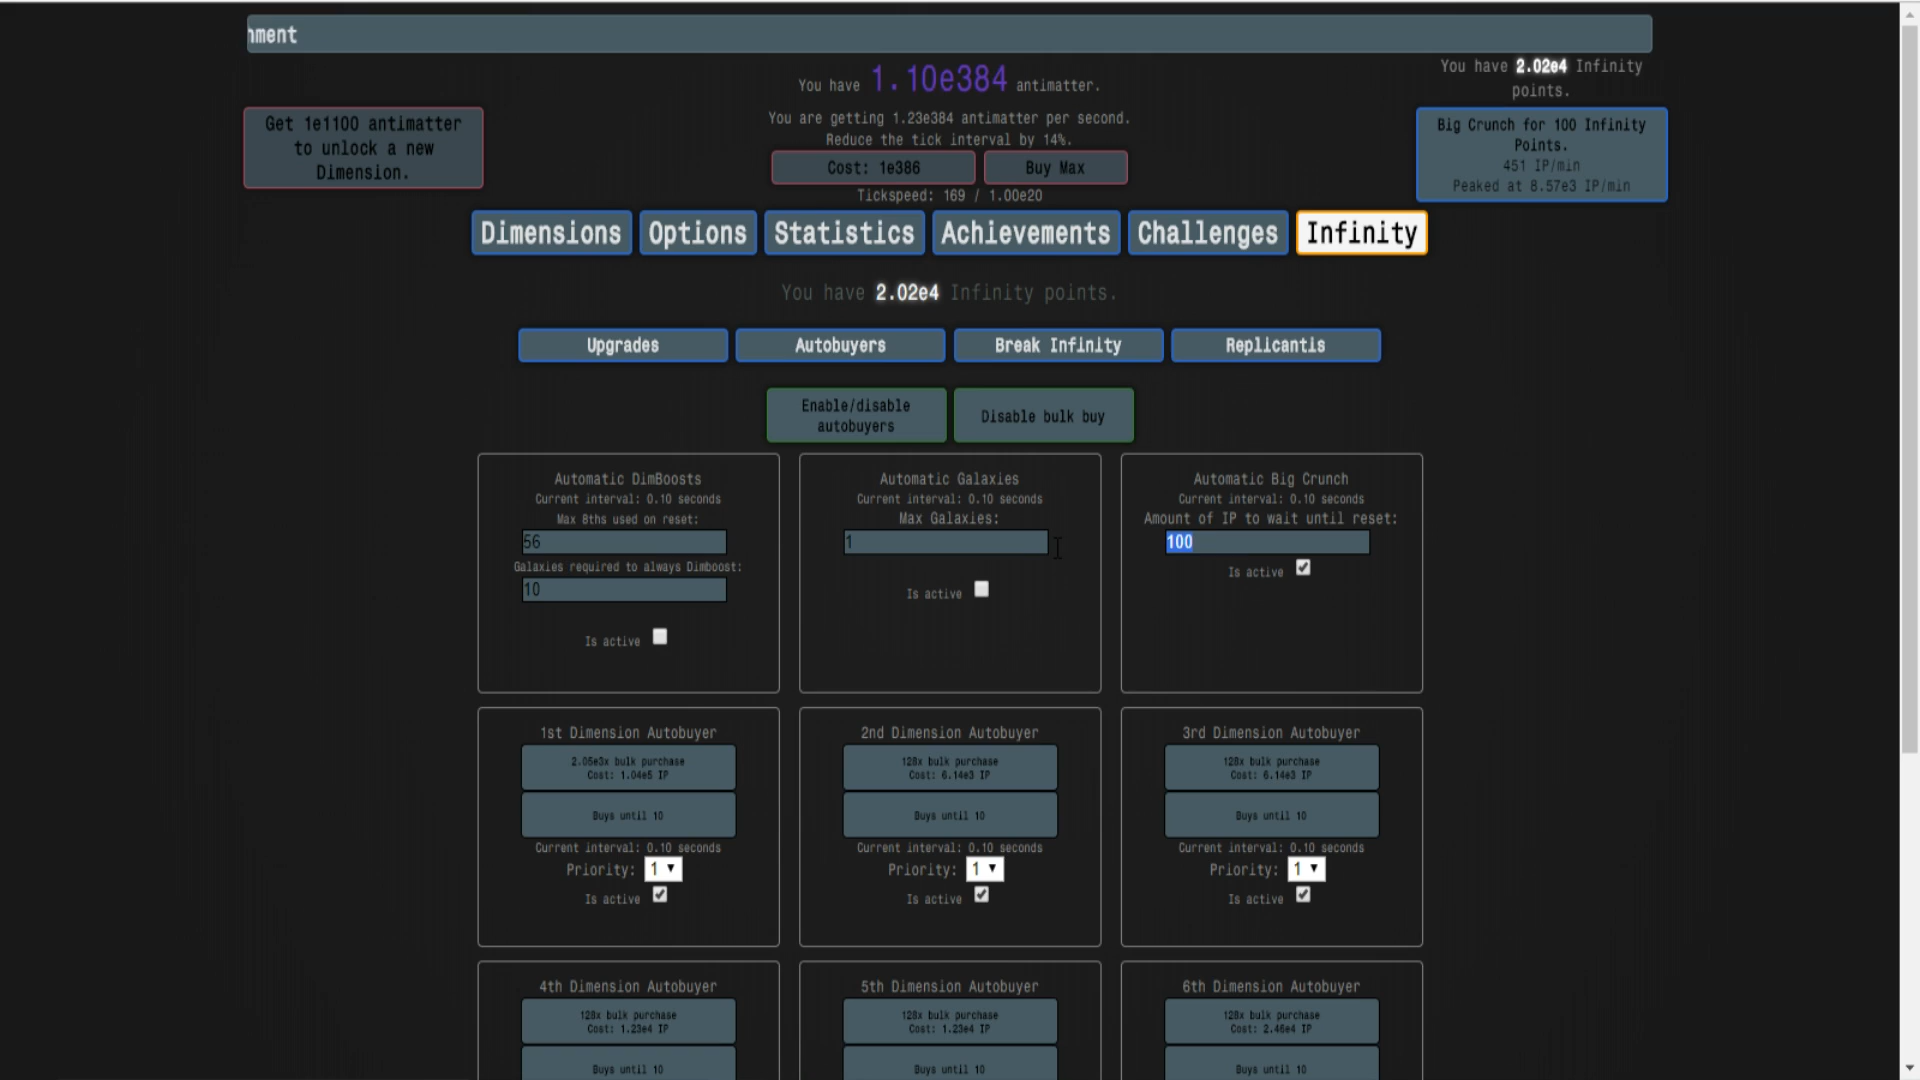 nment
You have 1.10e384 antimatter.
You are getting 1.23e384 antimatter per second.
Reduce the tick interval by 14%.
Cost: 1e386 Buy Max
Tickspeed: 169 / 1.00e20
Get 1e1100 antimatter
to unlock a new
Dimension.
You have 2.02e4 Infinity
points.
Big Crunch for 100 Infinity
Points.
451 IP/min
Peaked at 8.57e3 IP/min
Dimensions Options Statistics Achievements Challenges Infinity
You have 2.02e4 Infinity points.
Upgrades Autobuyers Break Infinity Replicantis
Enable/disable
autobuyers
Disable bulk buy
Automatic DimBoosts
Current interval: 0.10 seconds
Max 8ths used on reset:
56
Galaxies required to always Dimboost:
10
Is active
Automatic Galaxies
Current interval: 0.10 seconds
Max Galaxies:
1
Is active
Automatic Big Crunch
Current interval: 0.10 seconds
Amount of IP to wait until reset:
100
Is active
1st Dimension Autobuyer
2.05e3x bulk purchase
Cost: 1.04e5 IP
Buys until 10
Current interval: 0.10 seconds
Priority: 1
Is active
2nd Dimension Autobuyer
128x bulk purchase
Cost: 6.14e3 IP
Buys until 10
Current interval: 0.10 seconds
Priority: 1
Is active
3rd Dimension Autobuyer
128x bulk purchase
Cost: 6.14e3 IP
Buys until 10
Current interval: 0.10 seconds
Priority: 1
Is active
4th Dimension Autobuyer
128x bulk purchase
Cost: 1.23e4 IP
Buys until 10
5th Dimension Autobuyer
128x bulk purchase
Cost: 1.23e4 IP
Buys until 10
6th Dimension Autobuyer
128x bulk purchase
Cost: 2.46e4 IP
Buys until 10